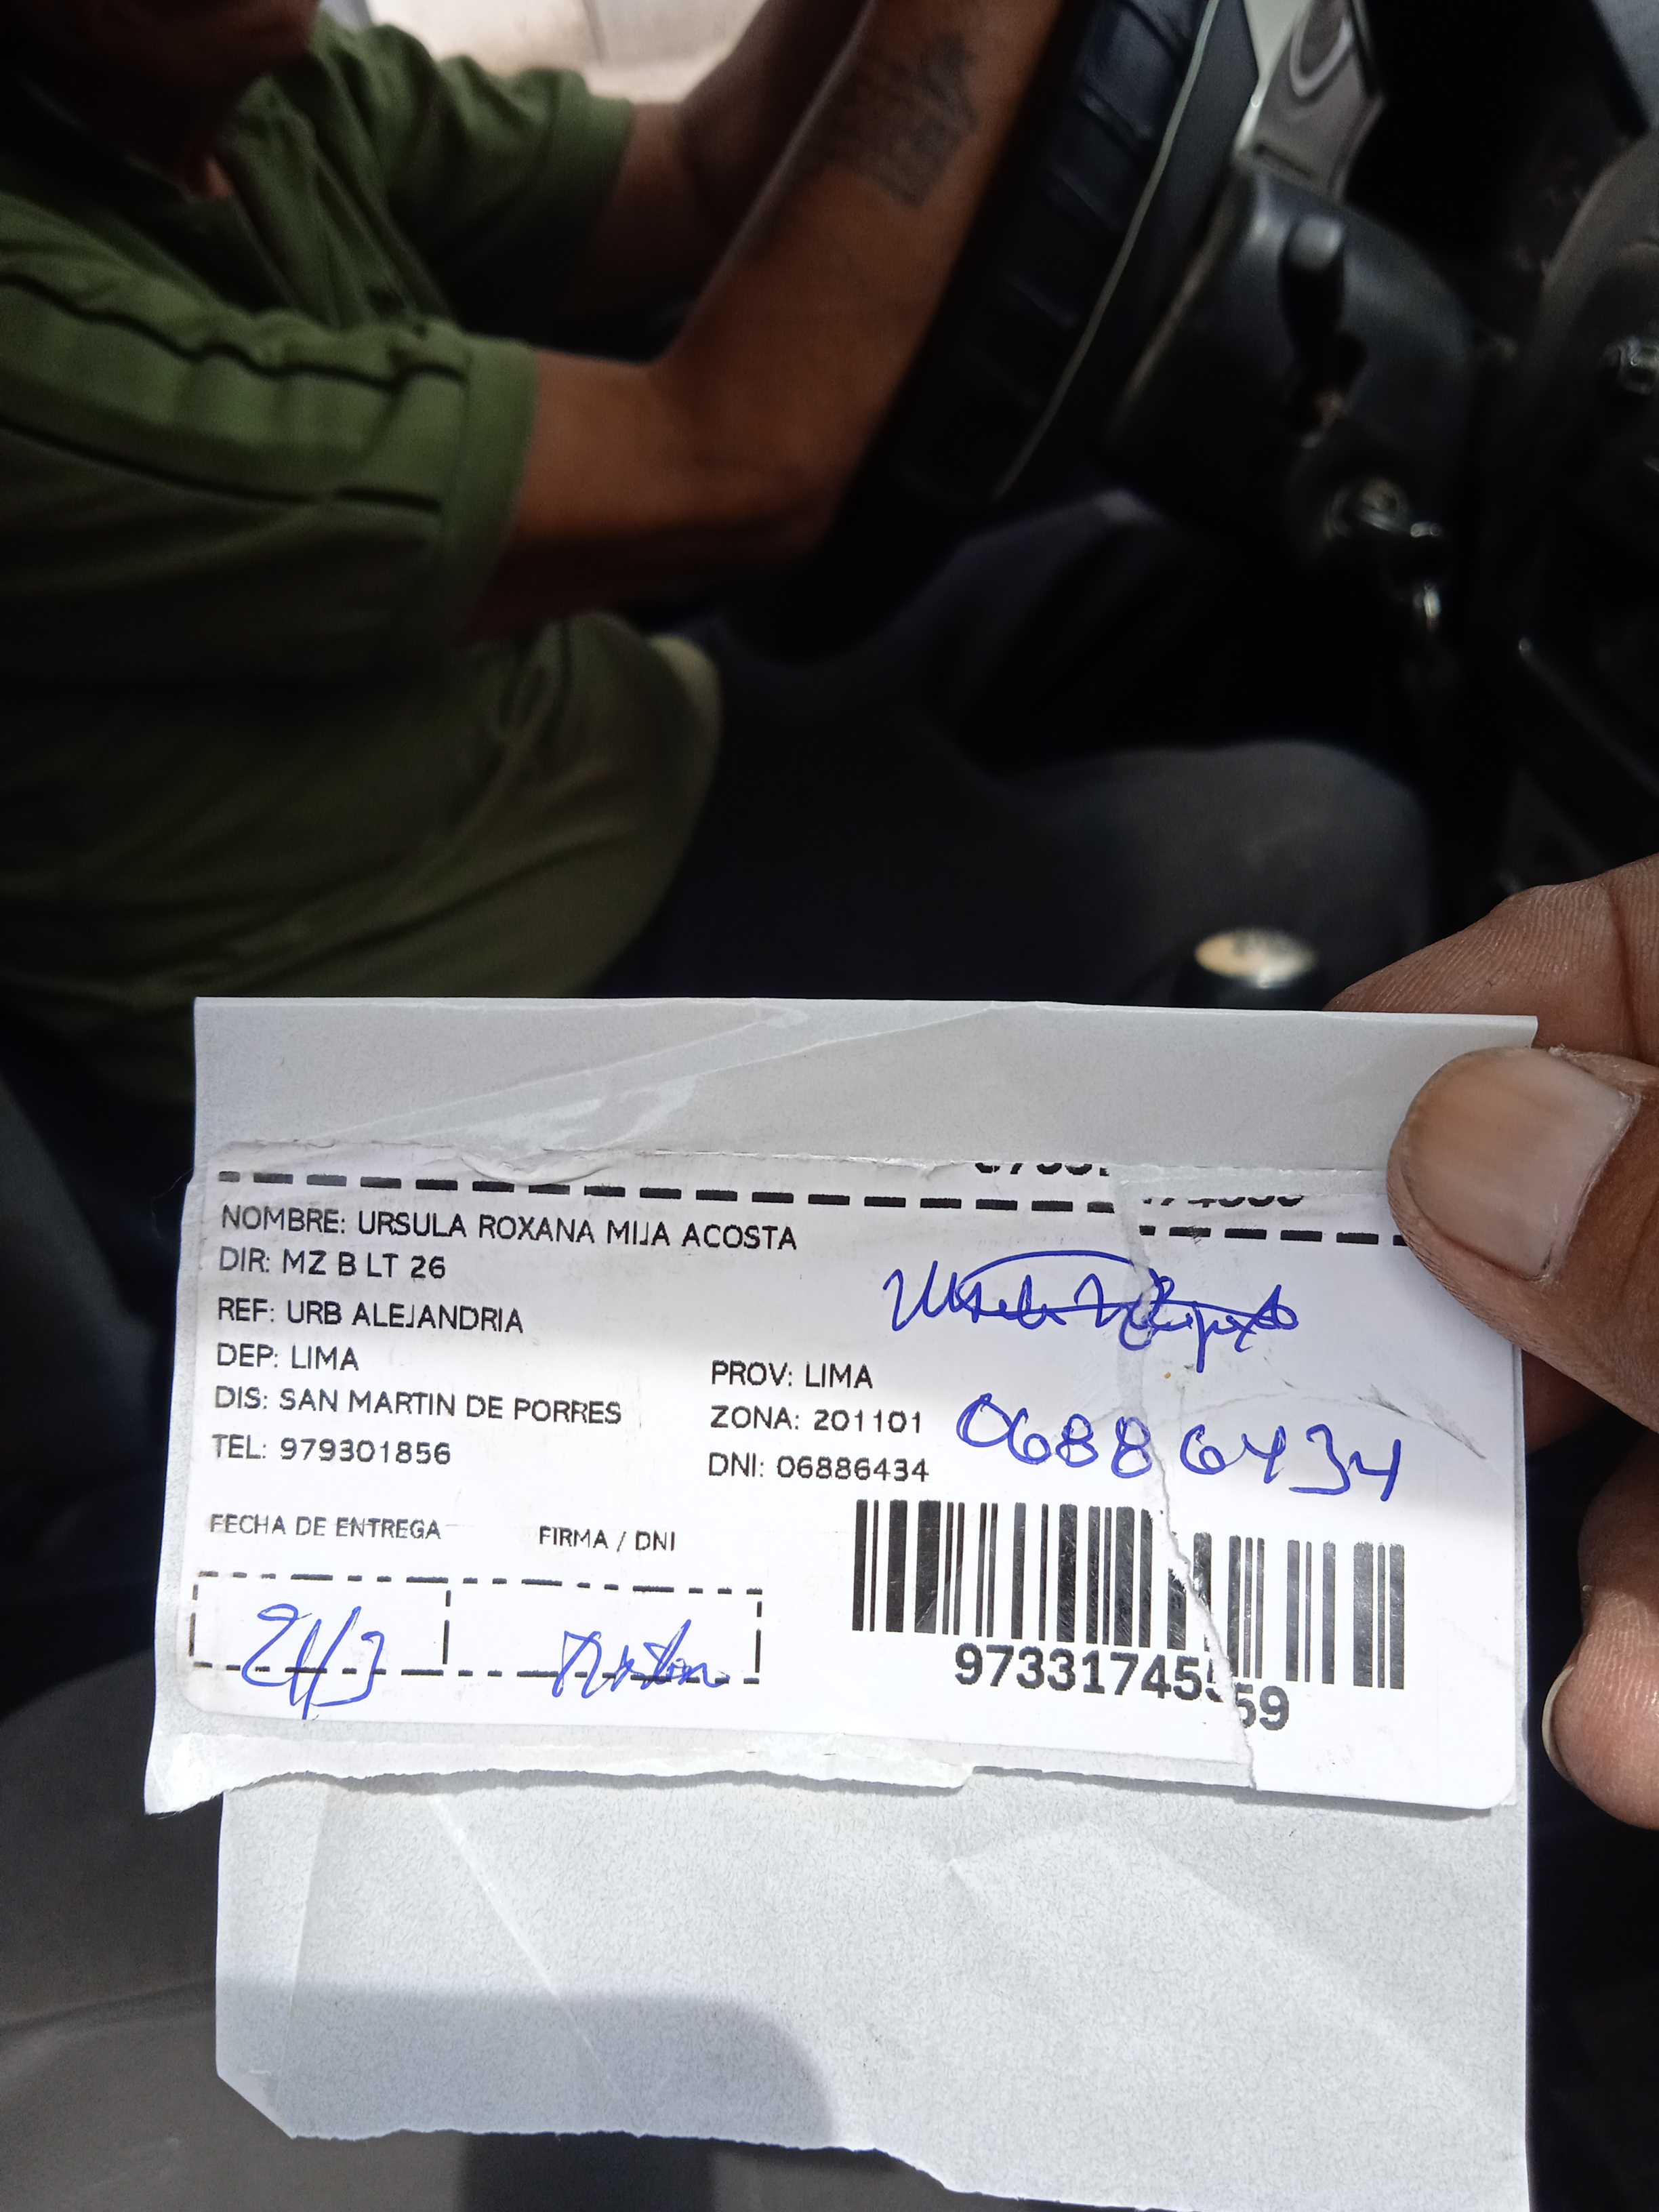 NOMBRE: URSULA ROXANA MIJA ACOSTA
DIR: MZ B LT 26
REF: URB ALEJANDRIA
DEP: LIMA
PROV: LIMA
DIS: SAN MARTIN DE PORRES
ZONA: 201101
06886434
TEL: 979301856
DNI: 06886434
FECHA DE ENTREGA
FIRMA / DNI
21/3